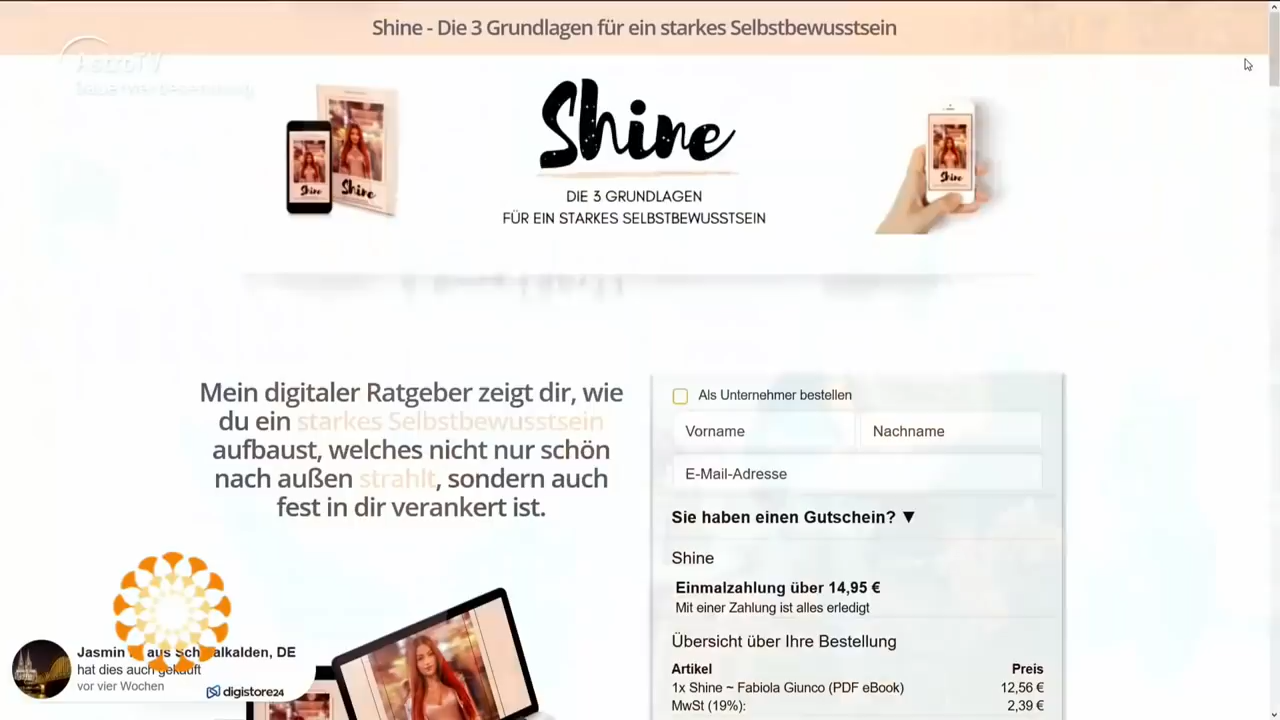 Shine - Die 3 Grundlagen für ein starkes Selbstbewusstsein
AstroTV
Dauerwerbesendung
Shine
DIE 3 GRUNDLAGEN
FÜR EIN STARKES SELBSTBEWUSSTSEIN
Shine
Shine
Shine
Mein digitaler Ratgeber zeigt dir, wie
du ein starkes Selbstbewusstsein
aufbaust, welches nicht nur schön
nach außen strahlt, sondern auch
fest in dir verankert ist.
Als Unternehmer bestellen
Vorname
Nachname
E-Mail-Adresse
Sie haben einen Gutschein? ▼
Shine
Einmalzahlung über 14,95 €
Mit einer Zahlung ist alles erledigt
Übersicht über Ihre Bestellung
Artikel Preis
1x Shine ~ Fabiola Giunco (PDF eBook) 12,56 €
MwSt (19%): 2,39 €
Jasmin aus Schmalkalden, DE
hat dies auch gekauft
vor vier Wochen
digistore24